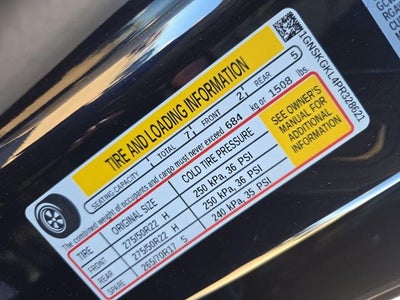 TIRE AND LOADING INFORMATION
SEATING CAPACITY TOTAL 7 FRONT 2 REAR 5
The combined weight of occupants and cargo must never exceed 684 kg or 1508 lbs
TIRE ORIGINAL SIZE COLD TIRE PRESSURE
FRONT 275/50R22 H 250 kPa, 36 PSI
REAR 275/50R22 H 250 kPa, 36 PSI
SPARE 265/70R17 S 240 kPa, 35 PSI
SEE OWNER'S
MANUAL FOR
ADDITIONAL
INFORMATION
1GNSKGKL4PR328621